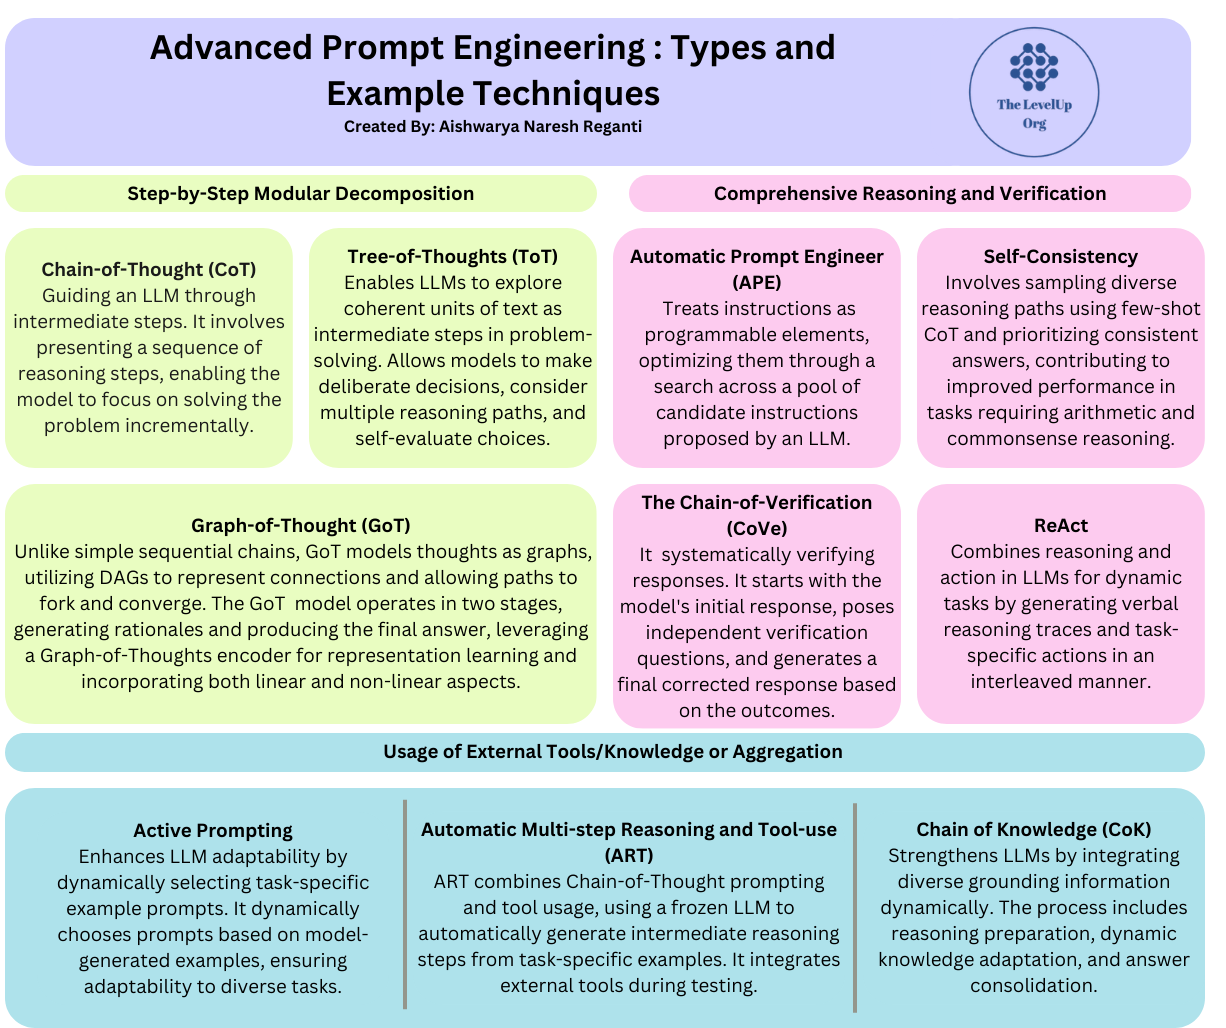 Advanced Prompt Engineering : Types and
Example Techniques
Created By: Aishwarya Naresh Reganti
The LevelUp
Org
Step-by-Step Modular Decomposition
Comprehensive Reasoning and Verification
Chain-of-Thought (CoT)
Guiding an LLM through
intermediate steps. It involves
presenting a sequence of
reasoning steps, enabling the
model to focus on solving the
problem incrementally.
Tree-of-Thoughts (ToT)
Enables LLMs to explore
coherent units of text as
intermediate steps in problem-
solving. Allows models to make
deliberate decisions, consider
multiple reasoning paths, and
self-evaluate choices.
Automatic Prompt Engineer
(APE)
Treats instructions as
programmable elements,
optimizing them through a
search across a pool of
candidate instructions
proposed by an LLM.
Self-Consistency
Involves sampling diverse
reasoning paths using few-shot
CoT and prioritizing consistent
answers, contributing to
improved performance in
tasks requiring arithmetic and
commonsense reasoning.
Graph-of-Thought (GoT)
Unlike simple sequential chains, GoT models thoughts as graphs,
utilizing DAGs to represent connections and allowing paths to
fork and converge. The GoT  model operates in two stages,
generating rationales and producing the final answer, leveraging
a Graph-of-Thoughts encoder for representation learning and
incorporating both linear and non-linear aspects.
The Chain-of-Verification
(CoVe)
It  systematically verifying
responses. It starts with the
model's initial response, poses
independent verification
questions, and generates a
final corrected response based
on the outcomes.
ReAct
Combines reasoning and
action in LLMs for dynamic
tasks by generating verbal
reasoning traces and task-
specific actions in an
interleaved manner.
Usage of External Tools/Knowledge or Aggregation
Active Prompting
Enhances LLM adaptability by
dynamically selecting task-specific
example prompts. It dynamically
chooses prompts based on model-
generated examples, ensuring
adaptability to diverse tasks.
Automatic Multi-step Reasoning and Tool-use
(ART)
ART combines Chain-of-Thought prompting
and tool usage, using a frozen LLM to
automatically generate intermediate reasoning
steps from task-specific examples. It integrates
external tools during testing.
Chain of Knowledge (CoK)
Strengthens LLMs by integrating
diverse grounding information
dynamically. The process includes
reasoning preparation, dynamic
knowledge adaptation, and answer
consolidation.